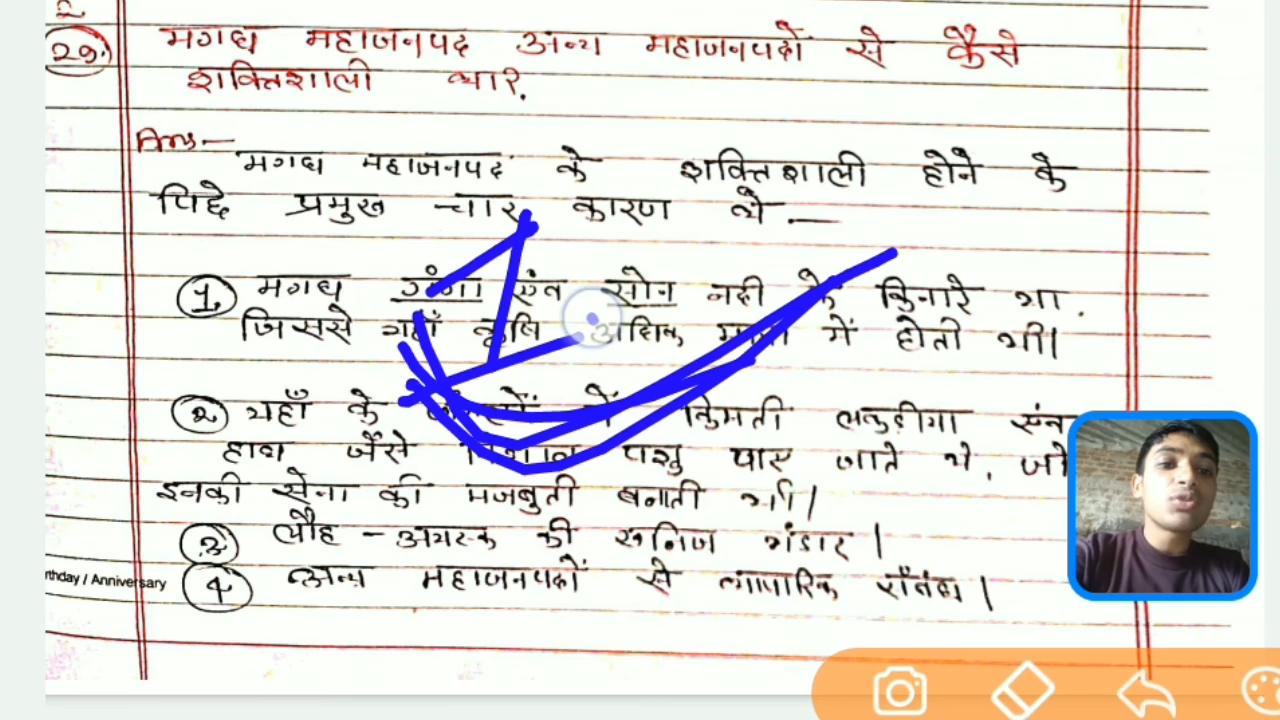 2
29. मगध महाजनपद अन्य महाजनपदों से कैसे
शक्तिशाली था?.
Ans:-
मगध महाजनपद के शक्तिशाली होने के
पिछे प्रमुख चार कारण थे. —
1. मगध गंगा एंव सोन नदी के किनारे था.
जिससे यहाँ कृषि अधिक में होती थी।
2 यहाँ के में किमती लकड़ीया एंव
हाथ जैसे पशु पाए जाते थे, जो
इनकी सेना को मजबुती बनाती थी।
3 लौह - अयस्क की खनिज भंडार।
rthday / Anniversary
4 अन्य महाजनपदों से व्यापारिक संबंध।